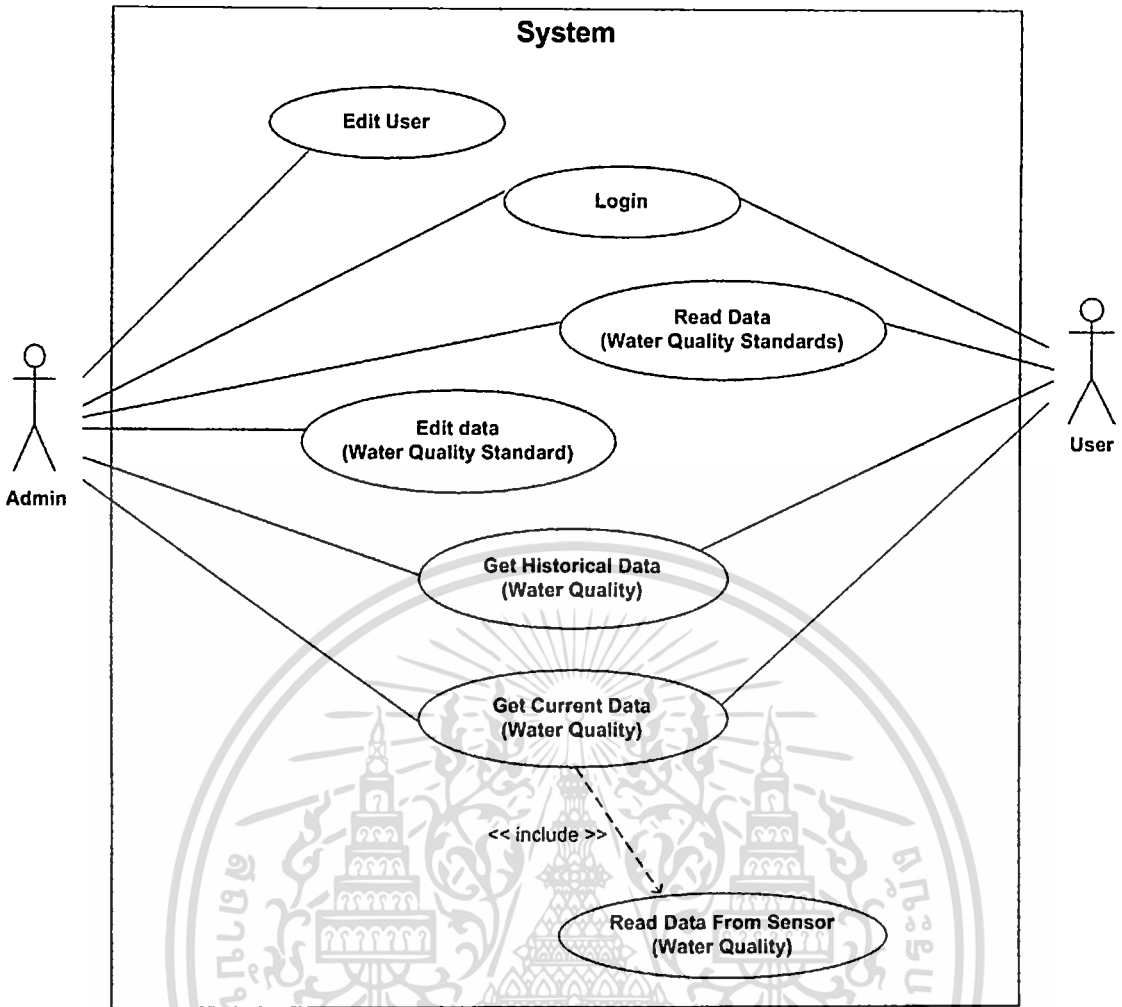 System
Edit User
Login
Read Data
(Water Quality Standards)
Edit data
(Water Quality Standard)
Admin
User
Get Historical Data
(Water Quality)
Get Current Data
(Water Quality)
<< include >>
Read Data From Sensor
(Water Quality)